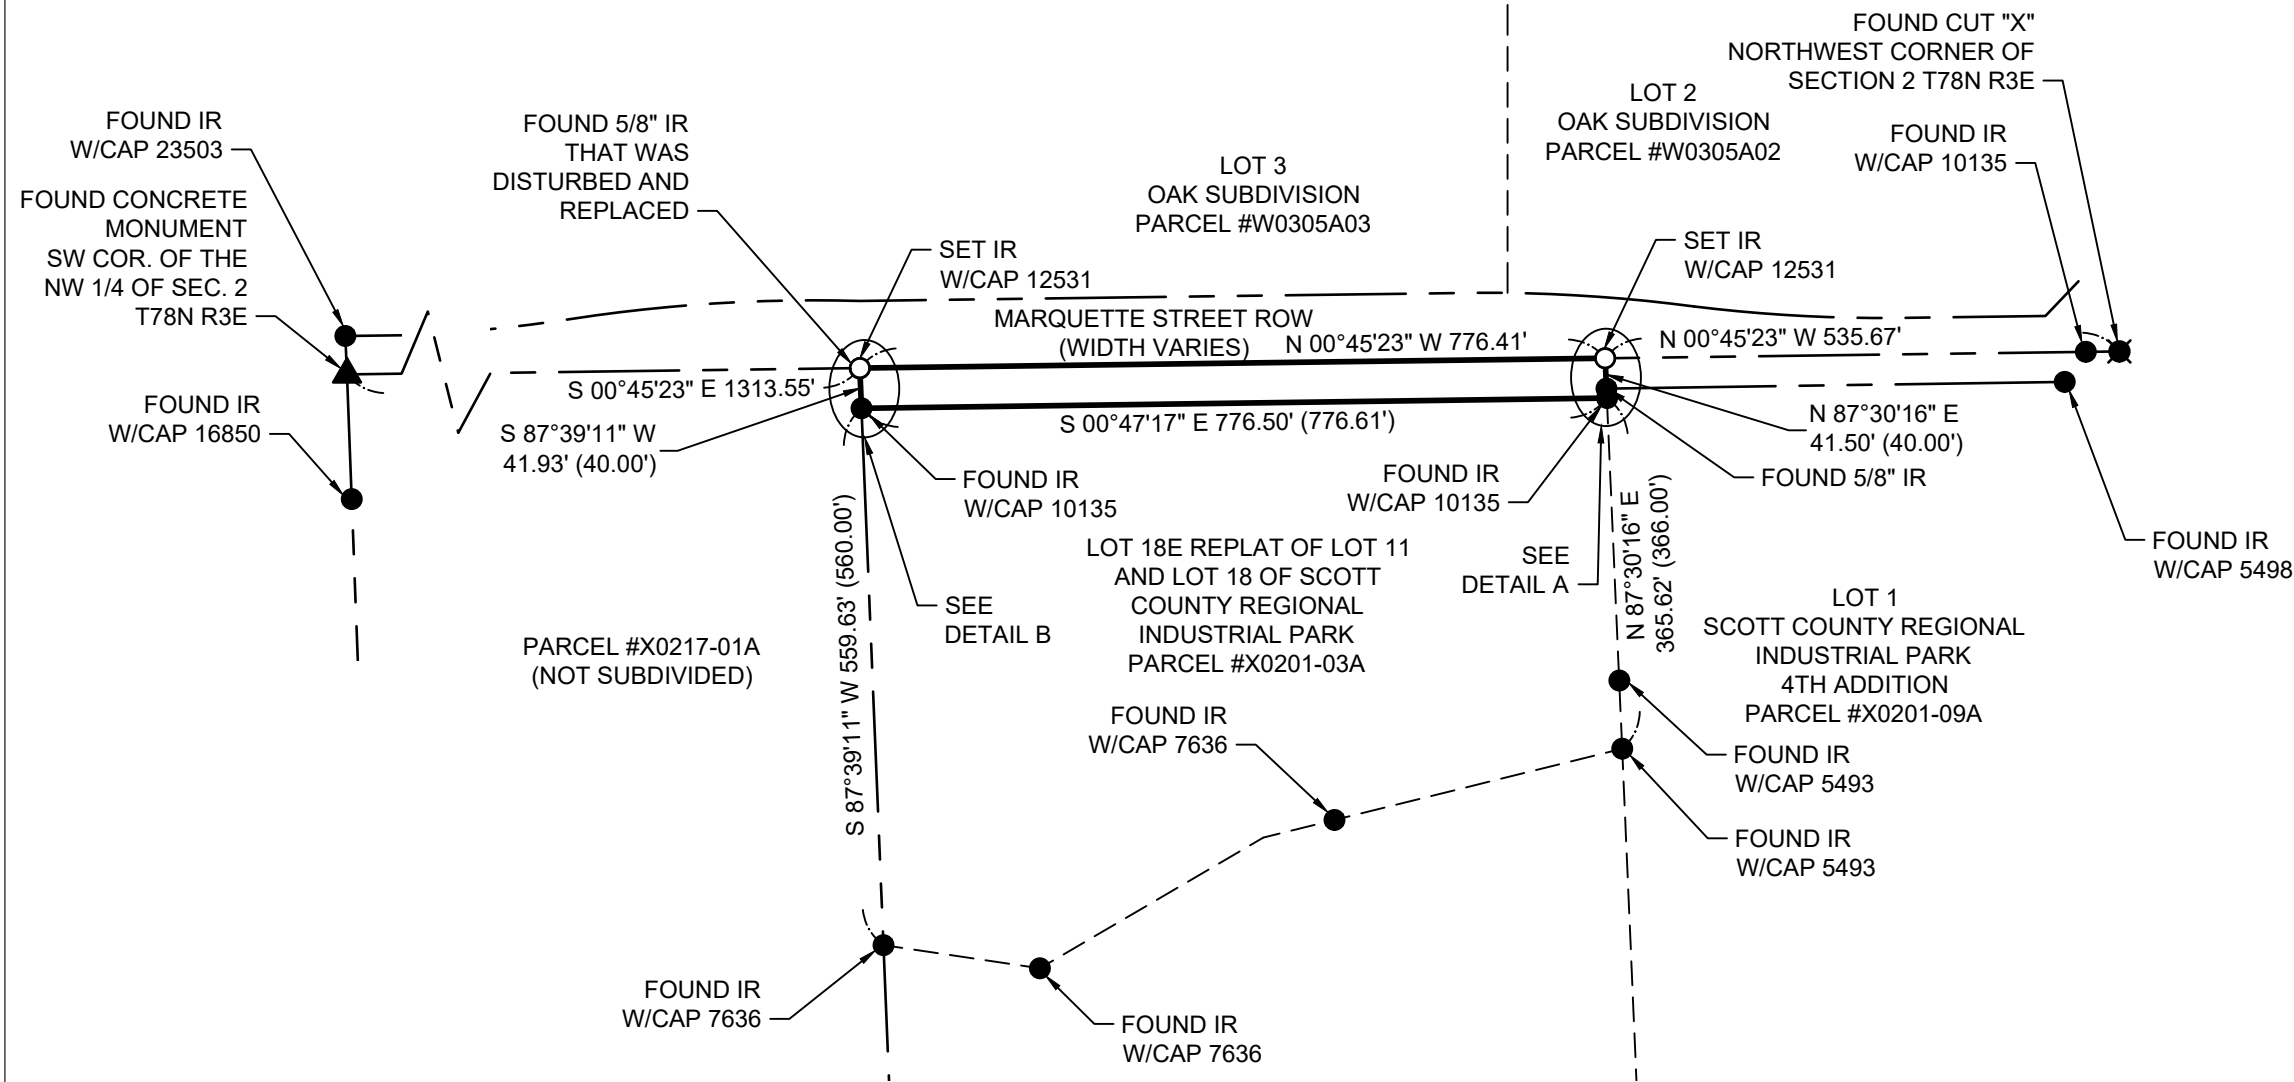 FOUND CUT "X"
NORTHWEST CORNER OF
SECTION 2 T78N R3E
LOT 2
OAK SUBDIVISION
PARCEL #W0305A02
FOUND IR
W/CAP 10135
FOUND IR
W/CAP 23503
FOUND 5/8" IR
THAT WAS
DISTURBED AND
REPLACED
LOT 3
OAK SUBDIVISION
PARCEL #W0305A03
FOUND CONCRETE
MONUMENT
SW COR. OF THE
NW 1/4 OF SEC. 2
T78N R3E
SET IR
W/CAP 12531
SET IR
W/CAP 12531
MARQUETTE STREET ROW
(WIDTH VARIES)
N 00°45'23" W 776.41'
N 00°45'23" W 535.67'
S 00°45'23" E 1313.55'
FOUND IR
W/CAP 16850
S 87°39'11" W
41.93' (40.00')
S 00°47'17" E 776.50' (776.61')
N 87°30'16" E
41.50' (40.00')
FOUND IR
W/CAP 10135
FOUND IR
W/CAP 10135
FOUND 5/8" IR
FOUND IR
W/CAP 5498
S 87°39'11" W 559.63' (560.00')
LOT 18E REPLAT OF LOT 11
AND LOT 18 OF SCOTT
COUNTY REGIONAL
INDUSTRIAL PARK
PARCEL #X0201-03A
SEE
DETAIL A
N 87°30'16" E
365.62' (366.00')
SEE
DETAIL B
LOT 1
SCOTT COUNTY REGIONAL
INDUSTRIAL PARK
4TH ADDITION
PARCEL #X0201-09A
PARCEL #X0217-01A
(NOT SUBDIVIDED)
FOUND IR
W/CAP 7636
FOUND IR
W/CAP 5493
FOUND IR
W/CAP 5493
FOUND IR
W/CAP 7636
FOUND IR
W/CAP 7636